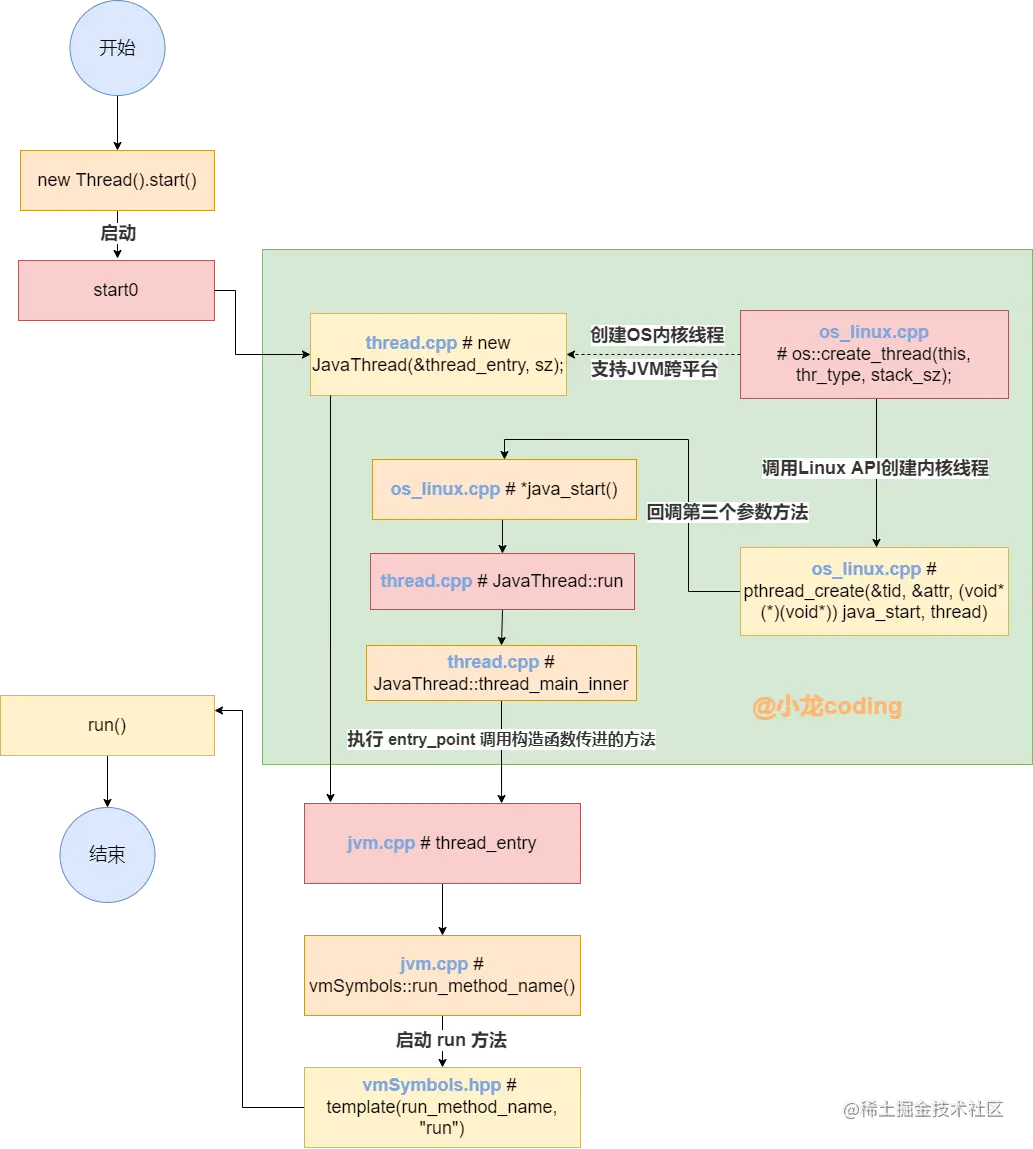 开始
new Thread().start()
启动
start0
thread.cpp # new
JavaThread(&thread_entry, sz);
创建OS内核线程
支持JVM跨平台
os_linux.cpp
# os::create_thread(this,
thr_type, stack_sz);
调用Linux API创建内核线程
os_linux.cpp #
pthread_create(&tid, &attr, (void*
(*)(void*)) java_start, thread)
回调第三个参数方法
os_linux.cpp # *java_start()
thread.cpp # JavaThread::run
thread.cpp #
JavaThread::thread_main_inner
@小龙coding
执行 entry_point 调用构造函数传进的方法
jvm.cpp # thread_entry
jvm.cpp #
vmSymbols::run_method_name()
启动 run 方法
vmSymbols.hpp #
template(run_method_name,
"run")
run()
结束
@稀土掘金技术社区